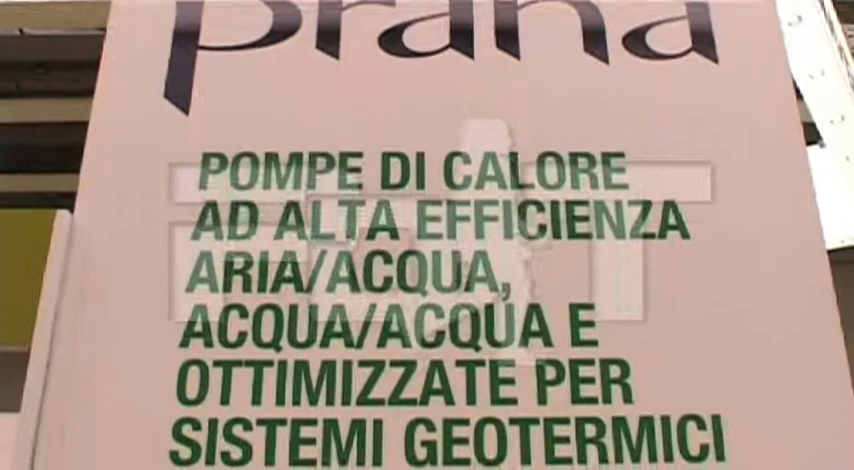 prana
POMPE DI CALORE
AD ALTA EFFICIENZA
ARIA/ACQUA,
ACQUA/ACQUA E
OTTIMIZZATE PER
SISTEMI GEOTERMICI